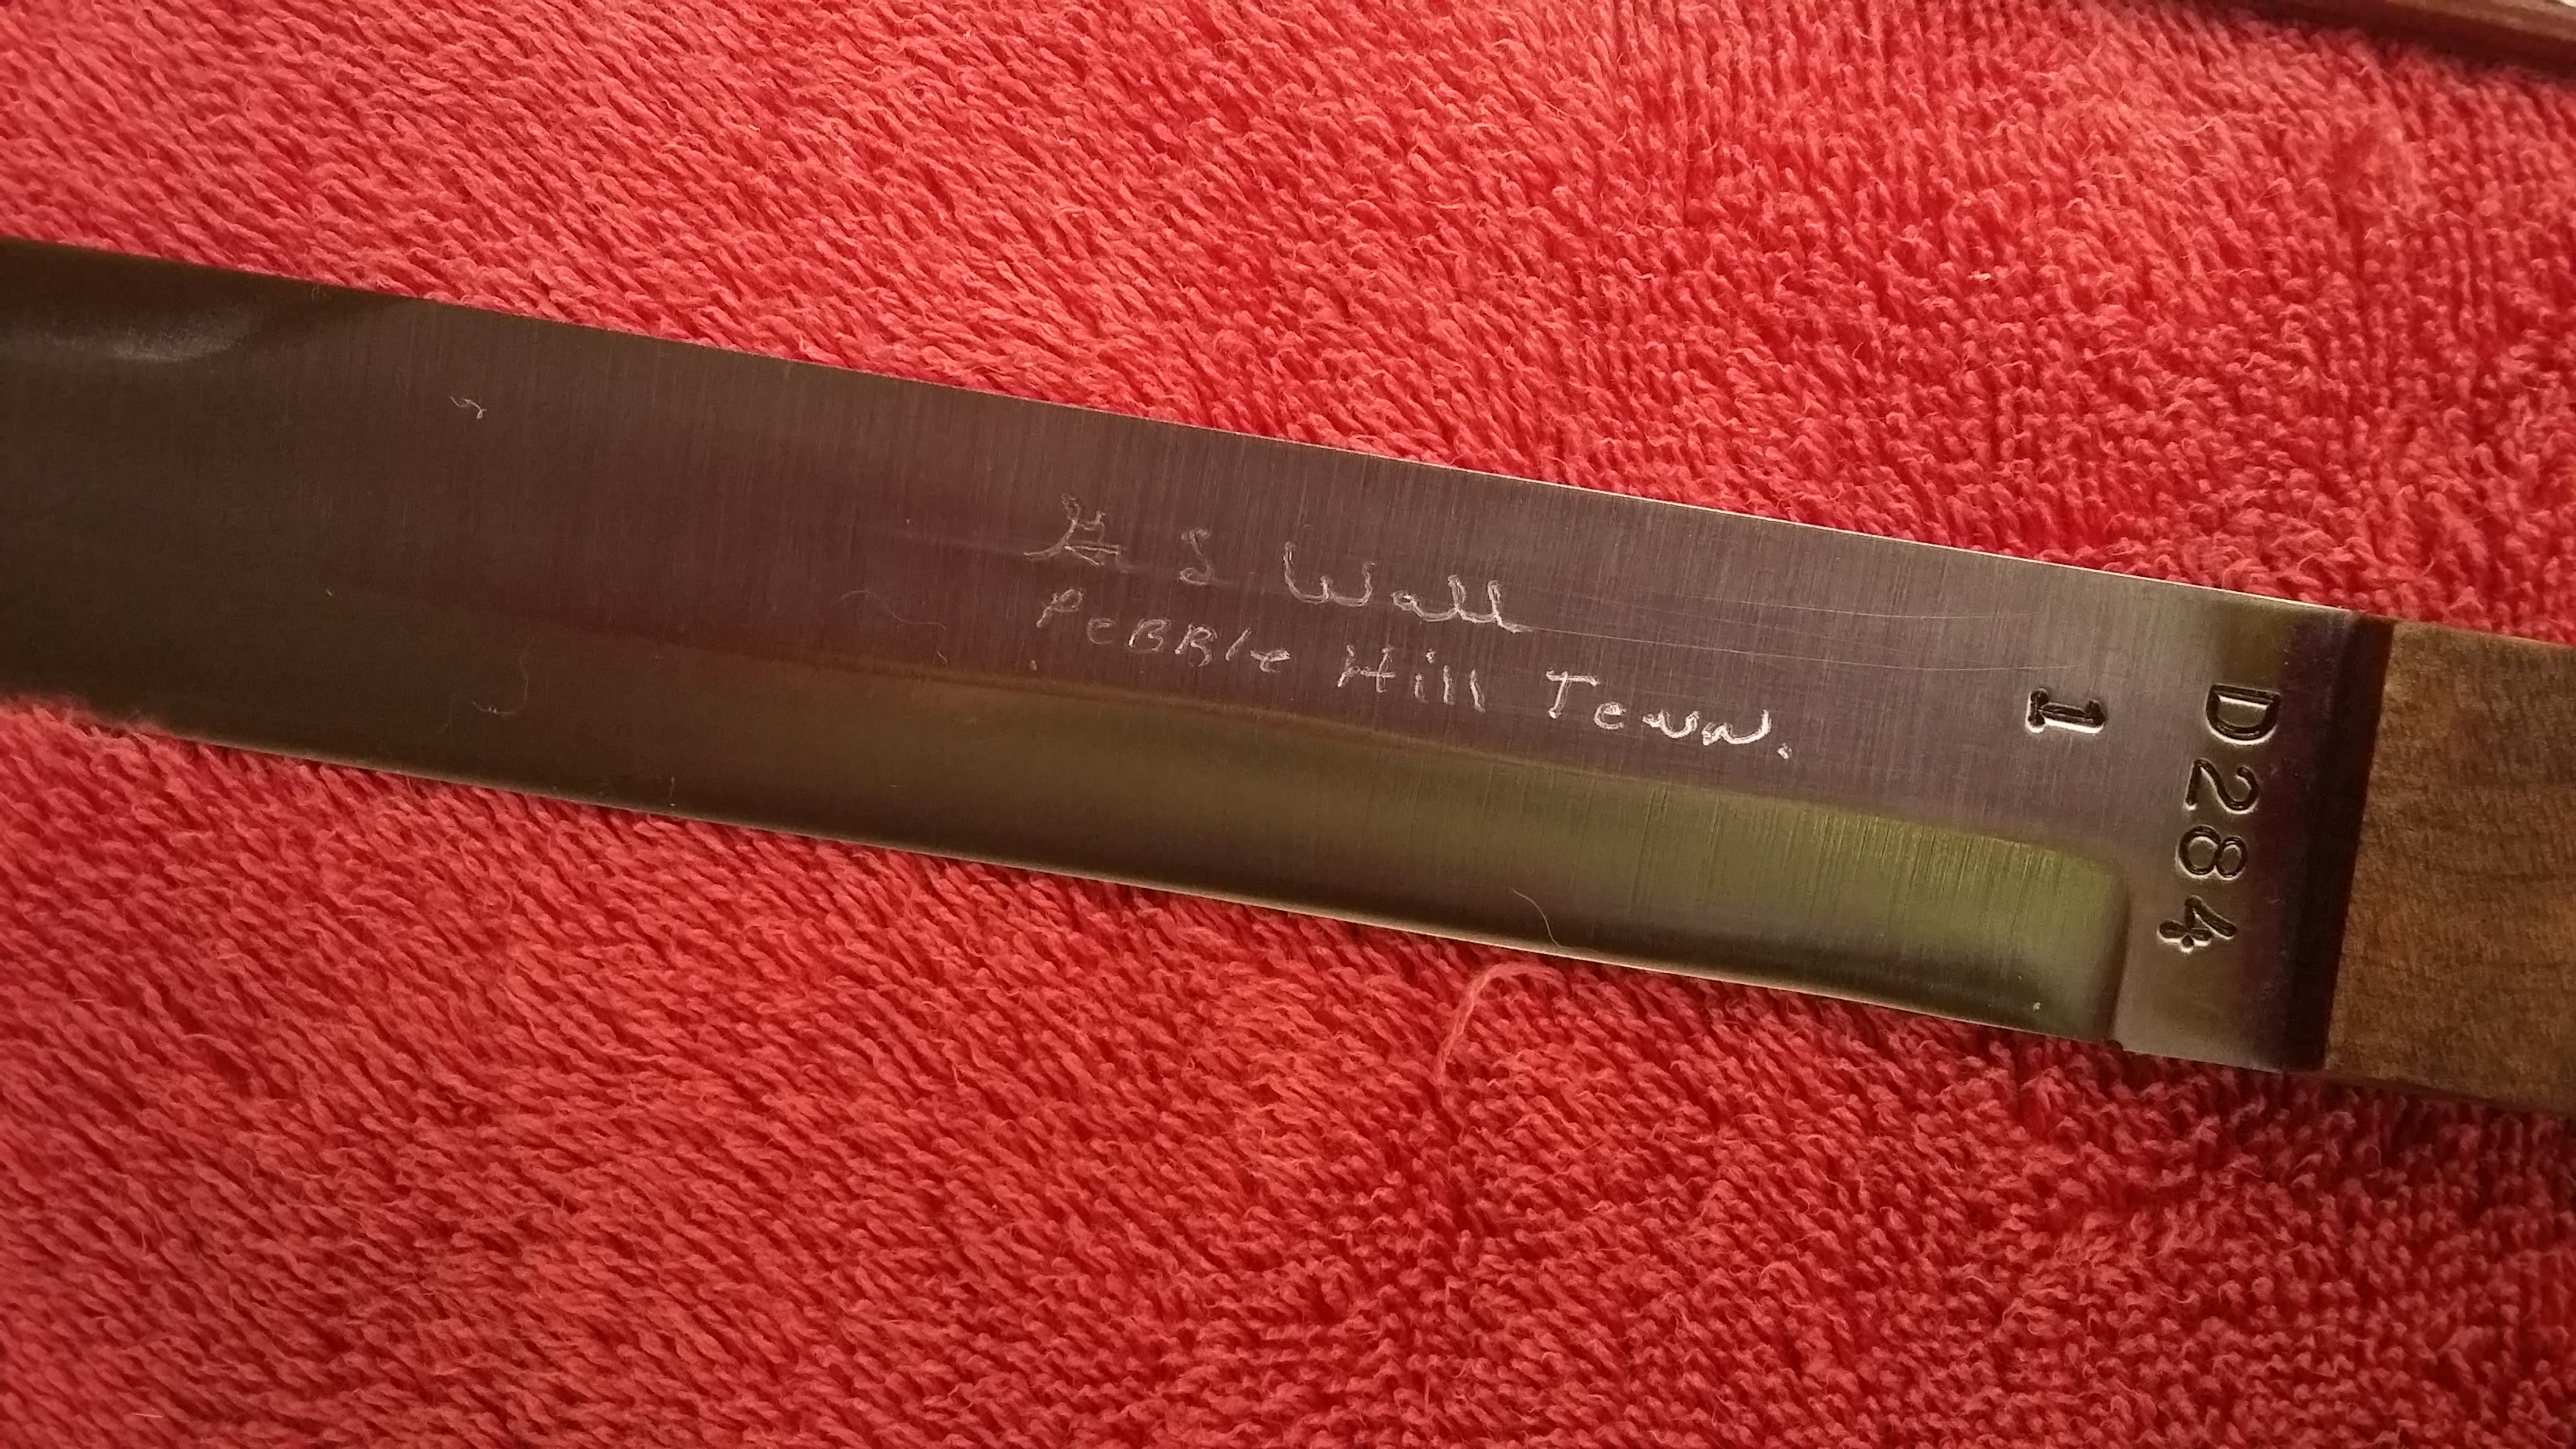 S Wall
PeBBle Hill Tenn.
1
D284